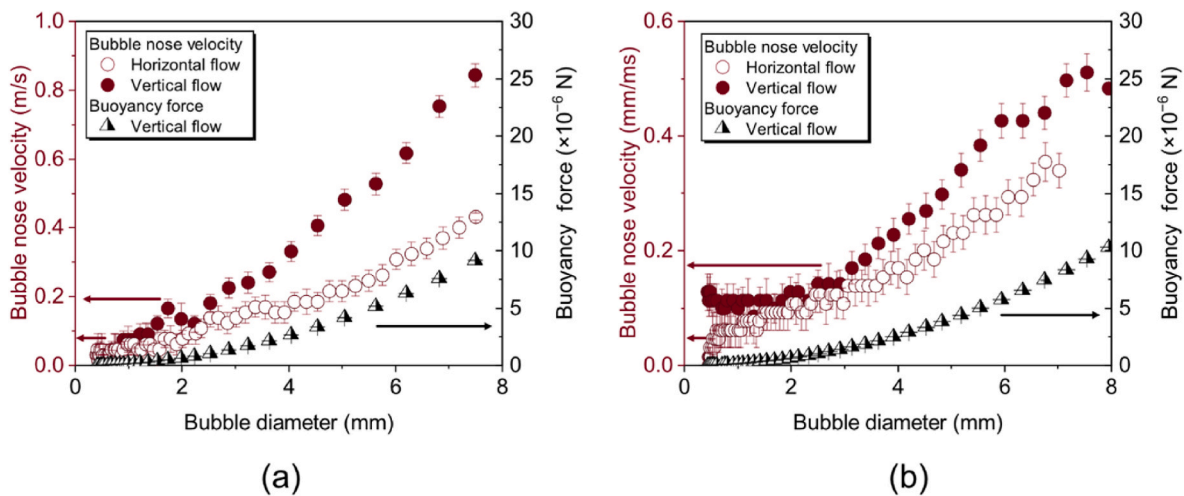 1.0
0.8
0.6
0.4
0.2
0.0
Bubble nose velocity (m/s)
Bubble nose velocity
Horizontal flow
Vertical flow
Buoyancy force
Vertical flow
30
25
20
15
10
5
0
Buoyancy force (×10⁻⁶ N)
0 2 4 6 8
Bubble diameter (mm)
(a)
0.6
0.4
0.2
0.0
Bubble nose velocity (mm/ms)
Bubble nose velocity
Horizontal flow
Vertical flow
Buoyancy force
Vertical flow
30
25
20
15
10
5
0
Buoyancy force (×10⁻⁶ N)
0 2 4 6 8
Bubble diameter (mm)
(b)